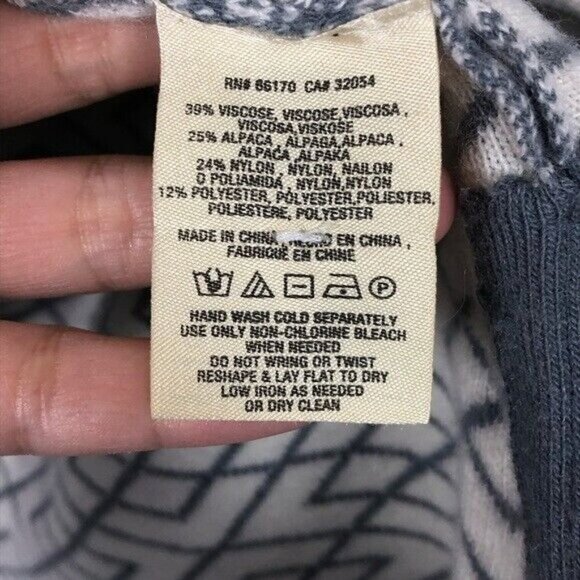 RN# 66170 CA# 32054
39% VISCOSE, VISCOSE,VISCOSA,
VISCOSA,VISKOSE
25% ALPACA, ALPAGA,ALPACA,
ALPACA,ALPAKA
24% NYLON, NYLON, NAILON
O POLIAMIDA, NYLON,NYLON
12% POLYESTER, POLYESTER,POLIESTER,
POLIESTERE, POLYESTER
MADE IN CHINA, HECHO EN CHINA,
FABRIQUE EN CHINE
P
HAND WASH COLD SEPARATELY
USE ONLY NON-CHLORINE BLEACH
WHEN NEEDED
DO NOT WRING OR TWIST
RESHAPE & LAY FLAT TO DRY
LOW IRON AS NEEDED
OR DRY CLEAN